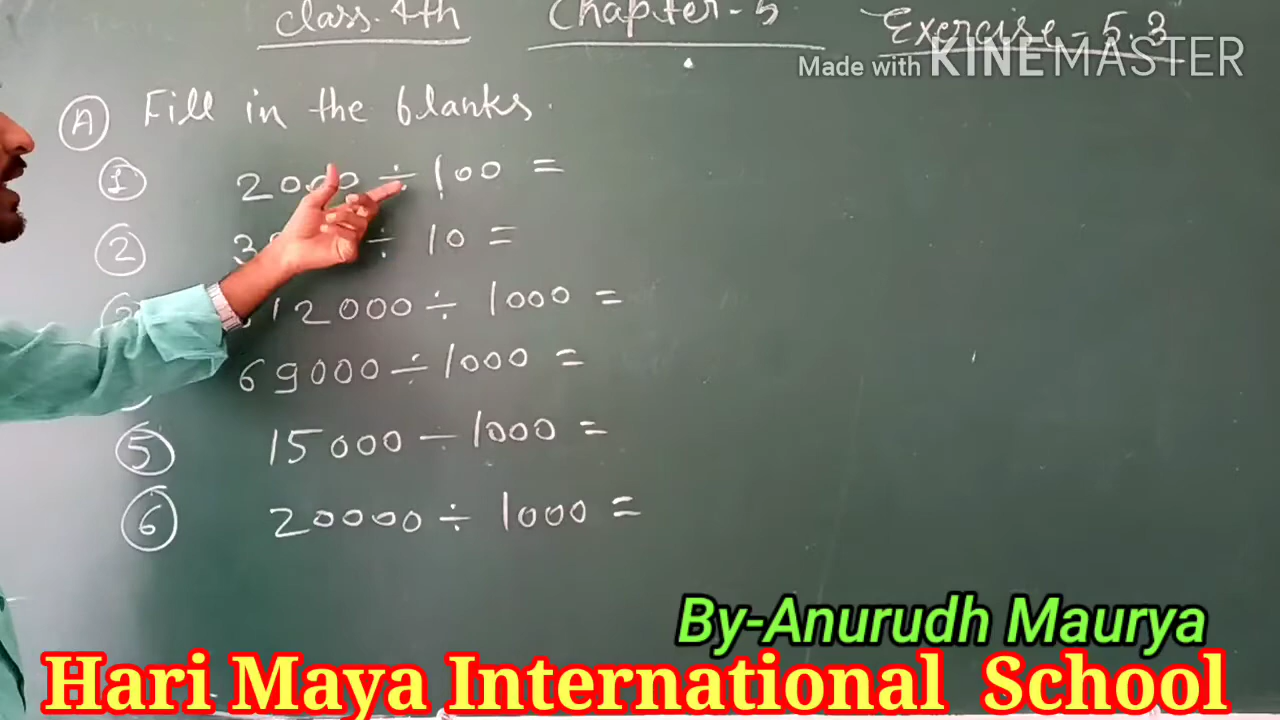 Class. 4th Chapter-5 Exercise-5.3
Made with KINEMASTER
(A) Fill in the blanks.
(1) 2000 ÷ 100 =
(2) ÷ 10 =
12000 ÷ 1000 =
69000 ÷ 1000 =
(5) 15000 ÷ 1000 =
(6) 20000 ÷ 1000 =
By-Anurudh Maurya
Hari Maya International School